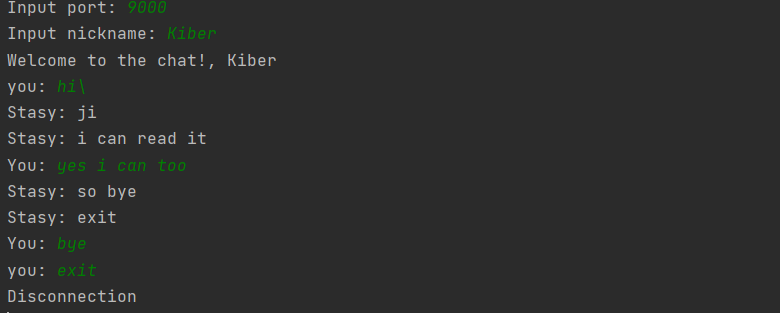 Input port: 9000
Input nickname: Kiber
Welcome to the chat!, Kiber
you: hi\
Stasy: ji
Stasy: i can read it
You: yes i can too
Stasy: so bye
Stasy: exit
You: bye
you: exit
Disconnection